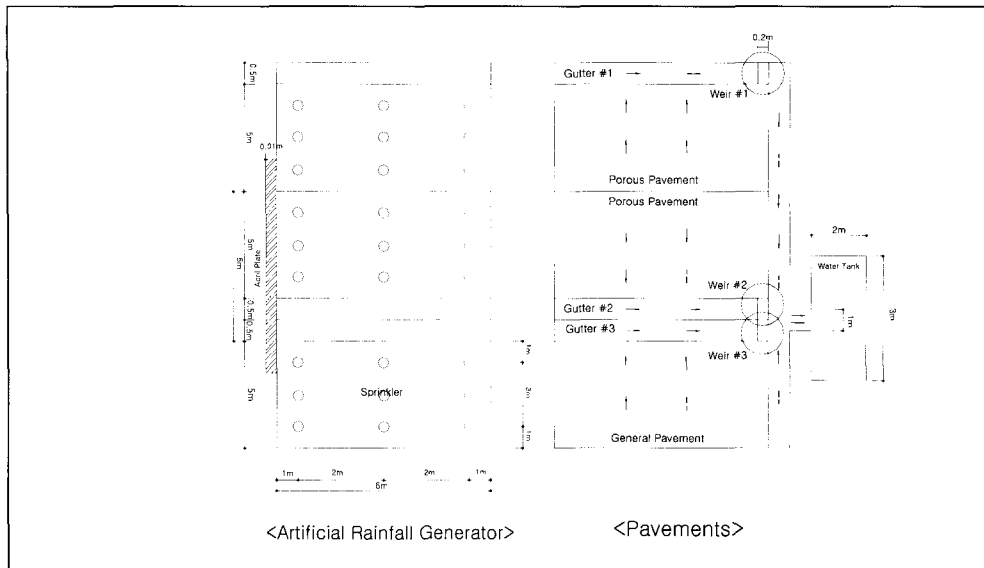 0.5m
5m
0.01m
Acril Plate
5m
6m
0.5m
0.5m
5m
Sprinkler
1m
3m
1m
1m
2m
2m
1m
6m
<Artificial Rainfall Generator>
0.2m
Gutter #1
Weir #1
Porous Pavement
Porous Pavement
Weir #2
Gutter #2
Gutter #3
Weir #3
General Pavement
2m
Water Tank
1m
3m
<Pavements>